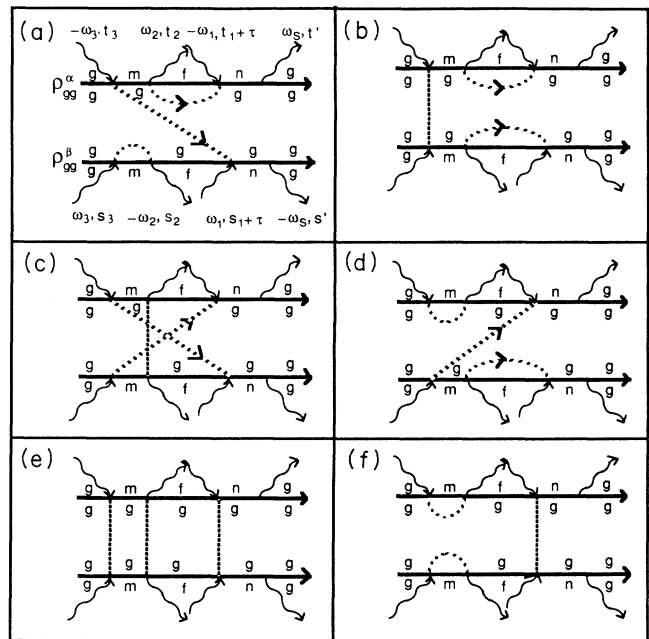 (a)
-ω₃, t₃ ω₂, t₂ -ω₁, t₁+τ ωₛ, t'
g m f n g
ρ^α_gg g g g g
g g n g
ρ^β_gg g m f g
ω₃, s₃ -ω₂, s₂ ω₁, s₁+τ -ωₛ, s'
(b)
g m f n g
g g g g
g g g g
g m f n g
(c)
g m f n g
g g g g
g g g g
g m f n g
(d)
g m f n g
g g g g
g g g g
g m f n g
(e)
g m f n g
g g g g g
g g g g
g m f n g
(f)
g m f n g
g g g g
g g g g
g m f n g